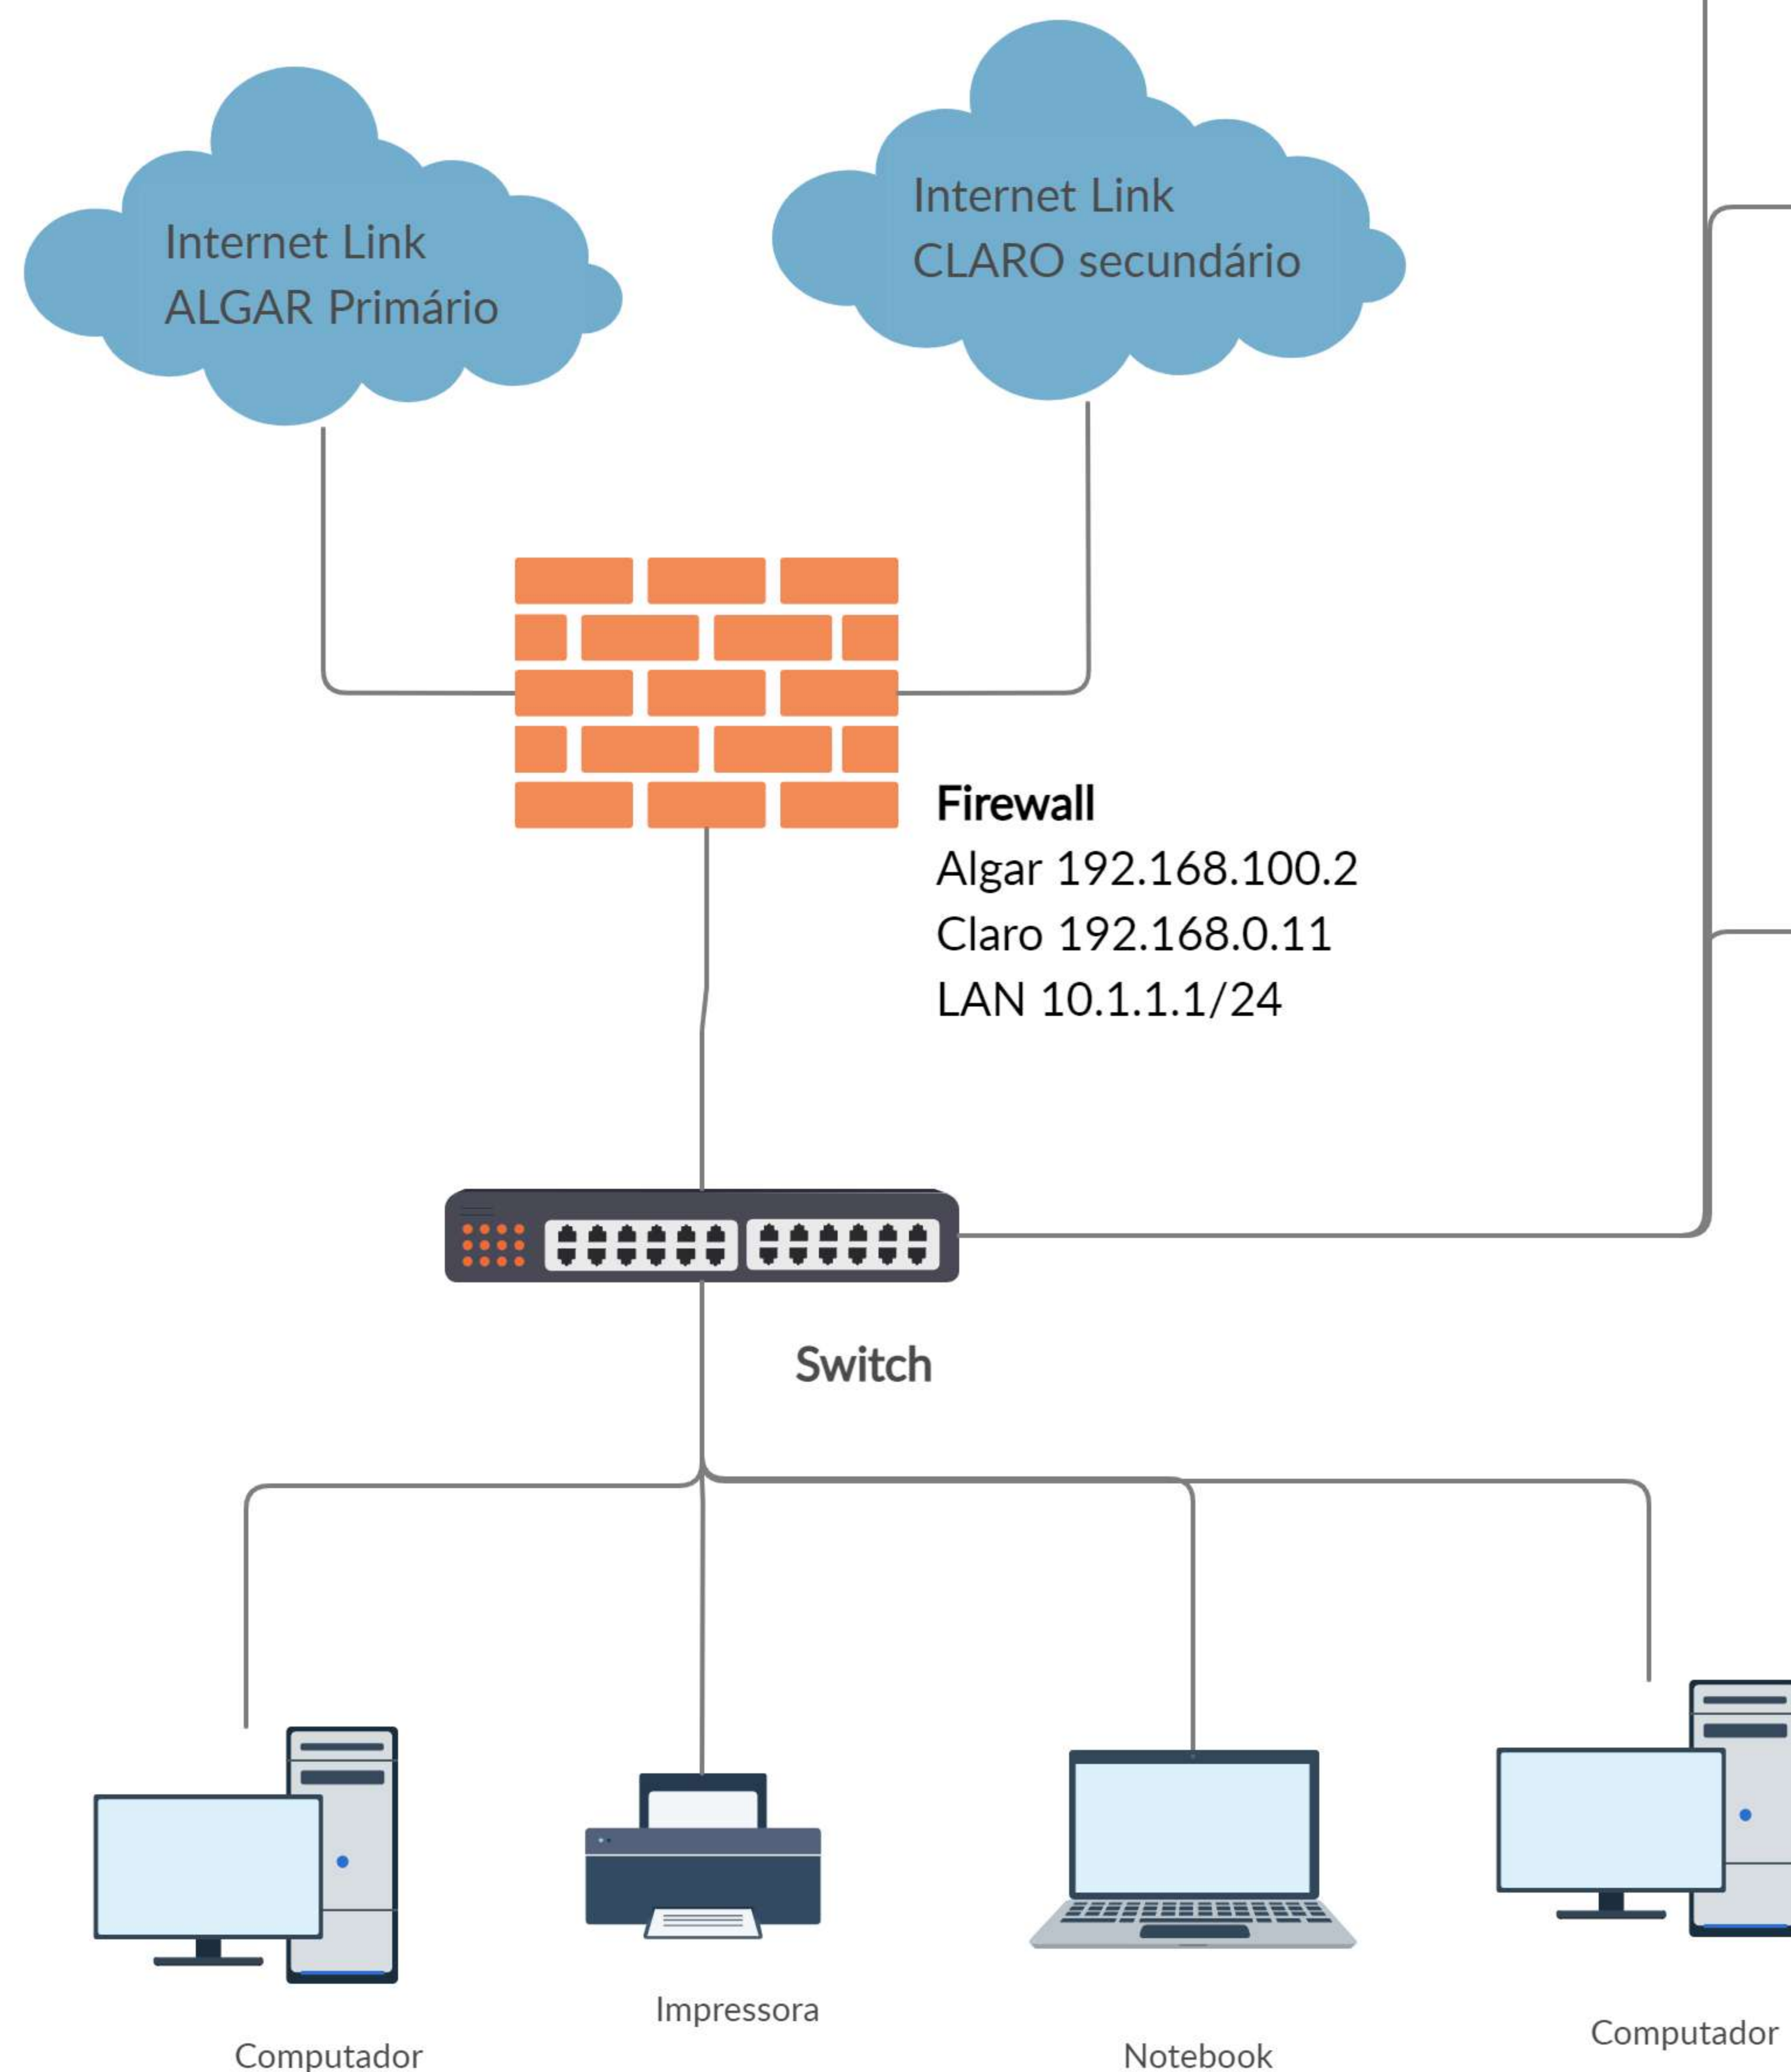 Internet Link
ALGAR Primário
Internet Link
CLARO secundário
Firewall
Algar 192.168.100.2
Claro 192.168.0.11
LAN 10.1.1.1/24
Switch
Computador
Impressora
Notebook
Computador